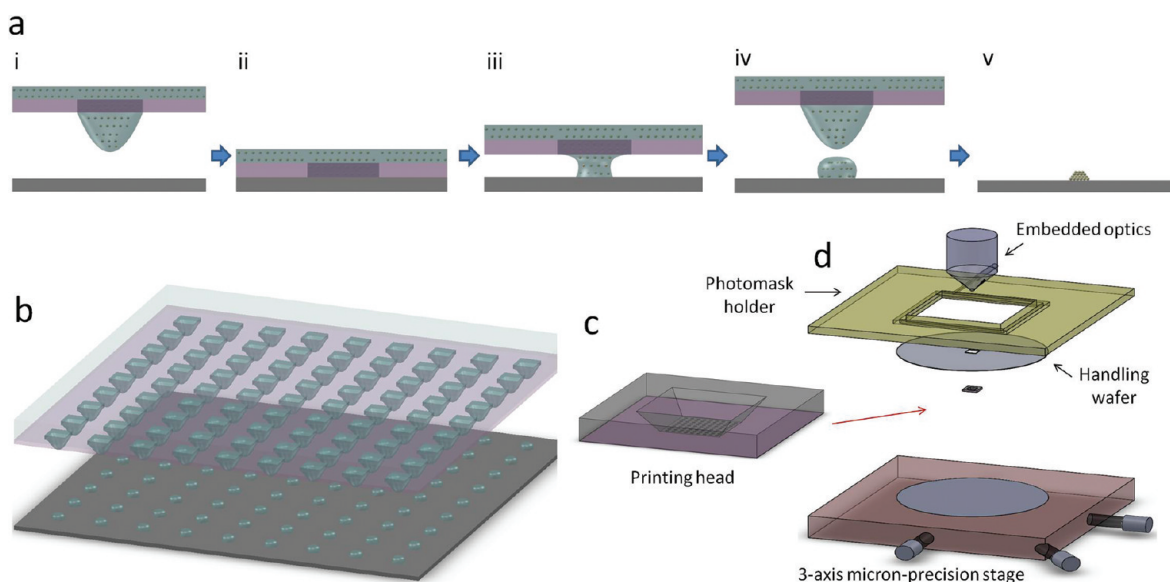 a
i
ii
iii
iv
v
b
c
d
Embedded optics
Photomask
holder
Handling
wafer
Printing head
3-axis micron-precision stage